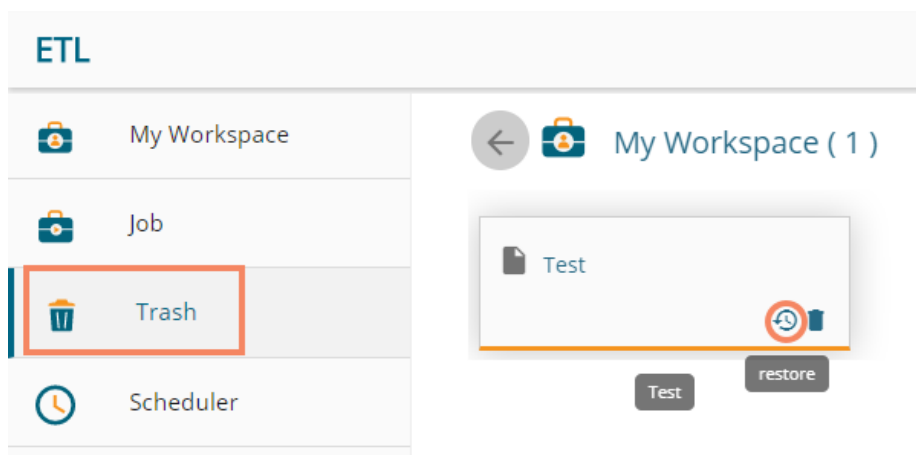 ETL
My Workspace
Job
Trash
Scheduler
My Workspace ( 1 )
Test
restore
Test